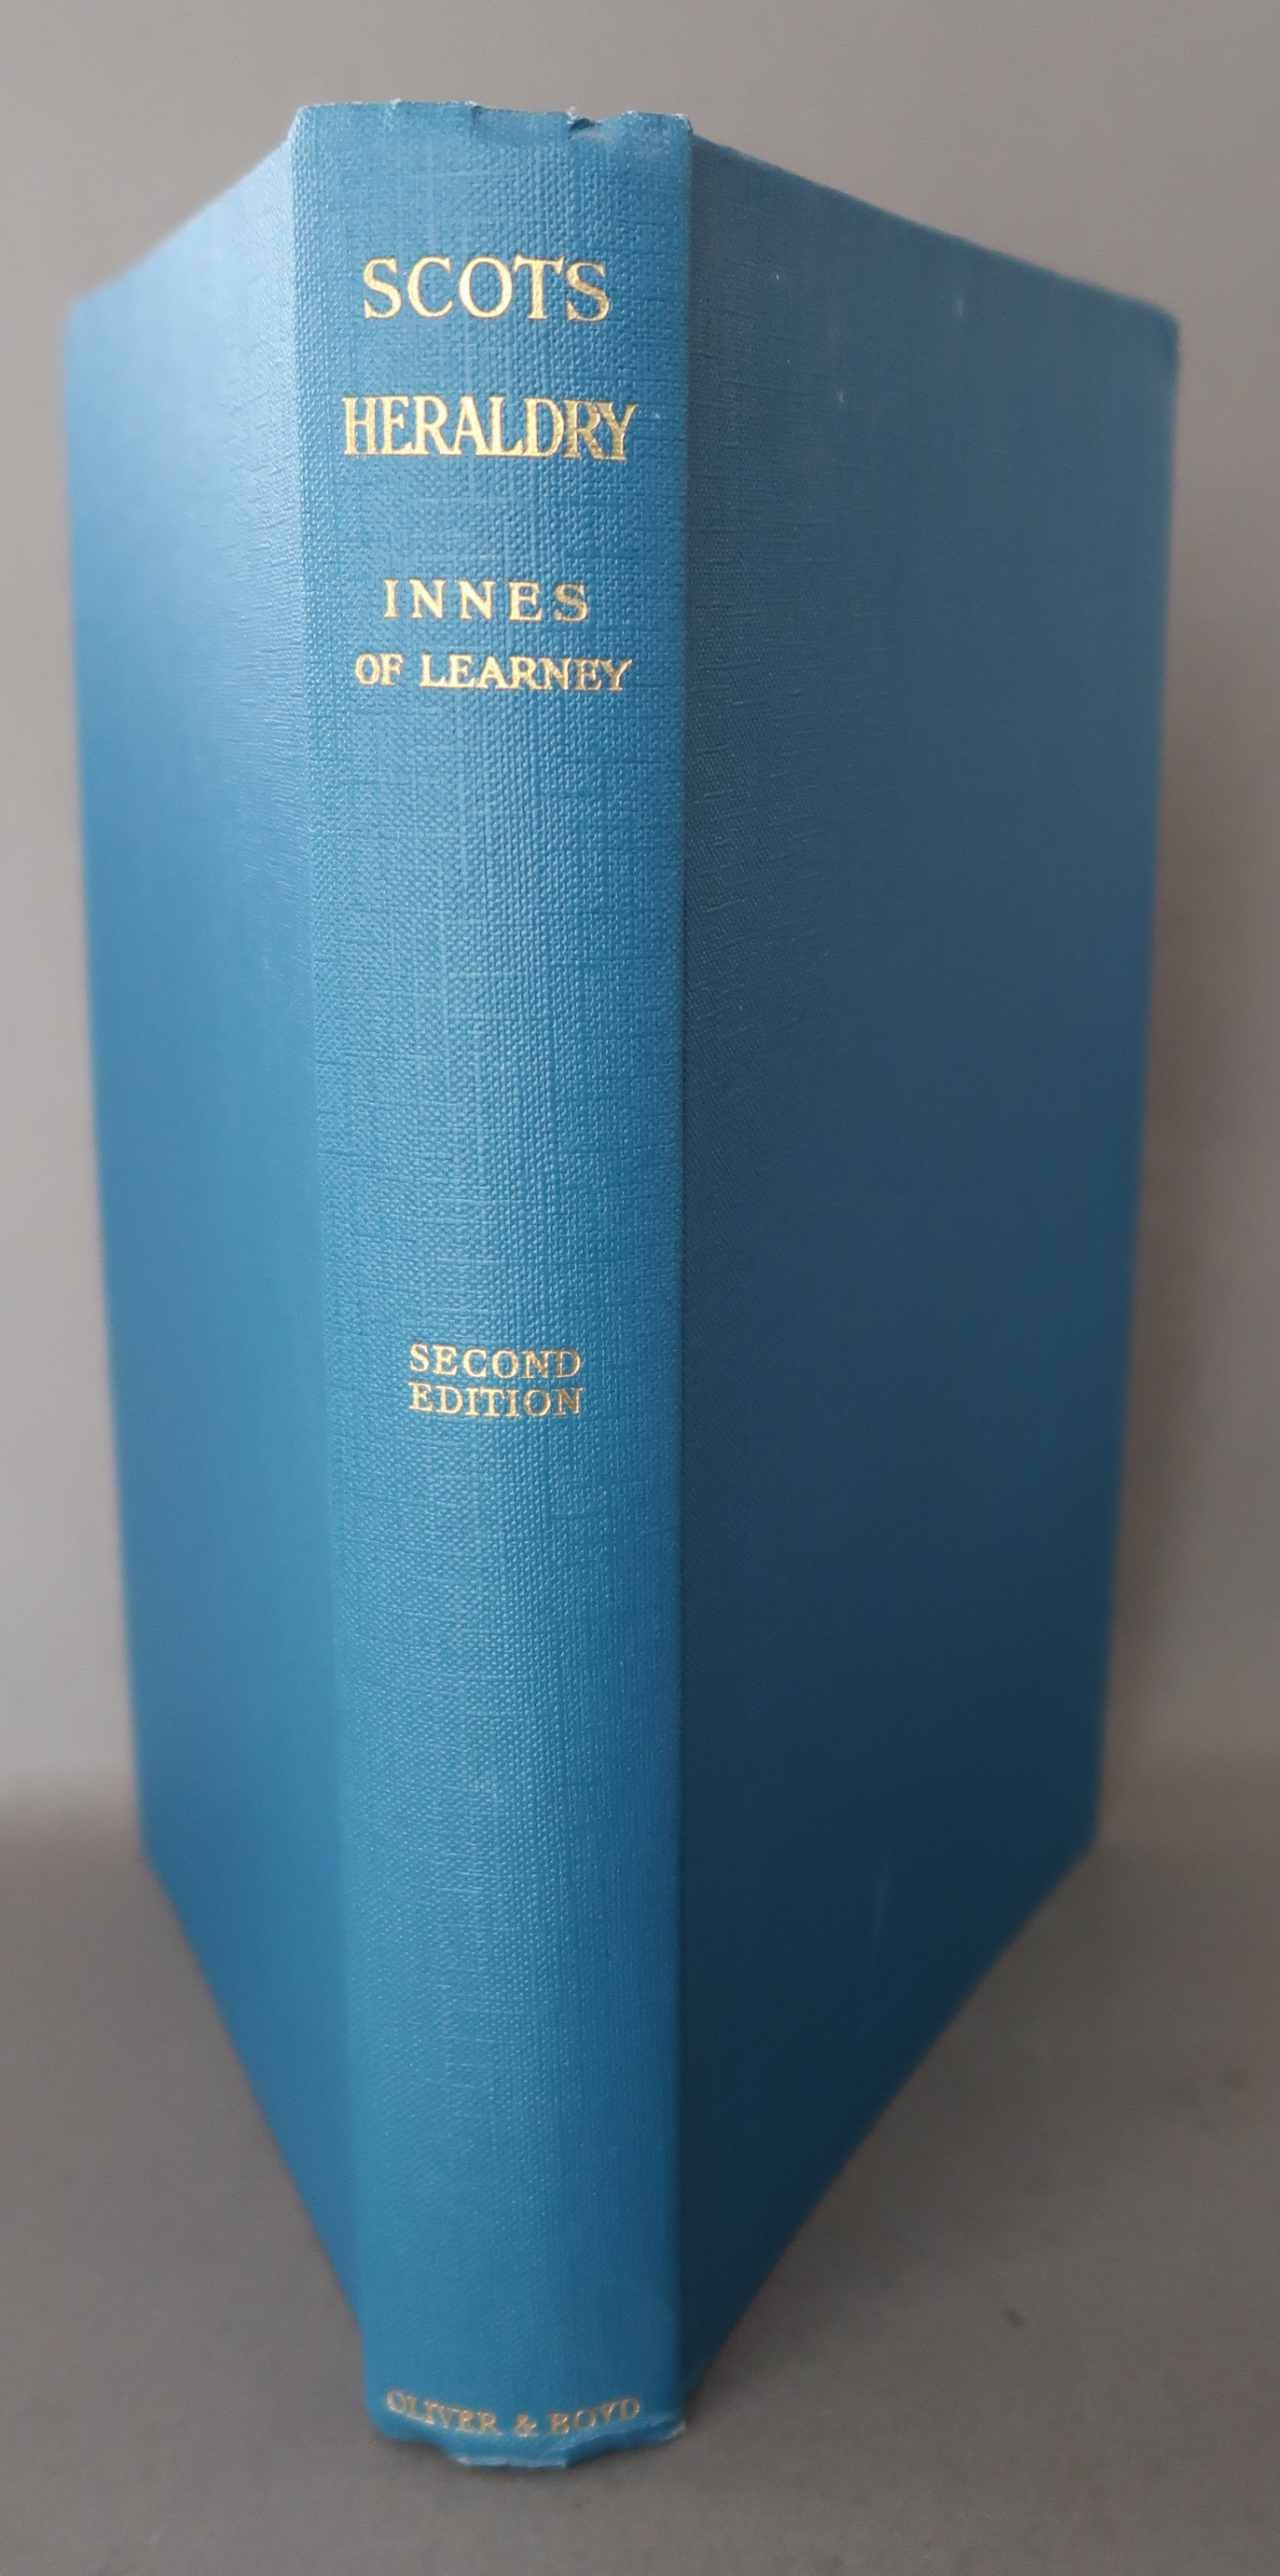 SCOTS
HERALDRY
INNES
OF LEARNEY
SECOND
EDITION
OLIVER & BOYD